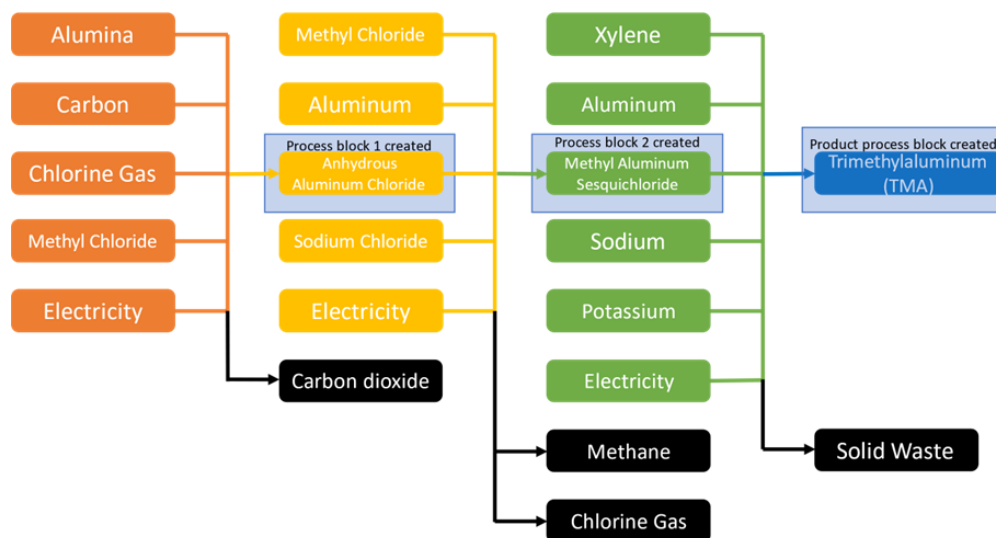 Alumina
Carbon
Chlorine Gas
Methyl Chloride
Electricity
Methyl Chloride
Aluminum
Process block 1 created
Anhydrous
Aluminum Chloride
Sodium Chloride
Electricity
Carbon dioxide
Xylene
Aluminum
Process block 2 created
Methyl Aluminum
Sesquichloride
Sodium
Potassium
Electricity
Methane
Chlorine Gas
Product process block created
Trimethylaluminum
(TMA)
Solid Waste